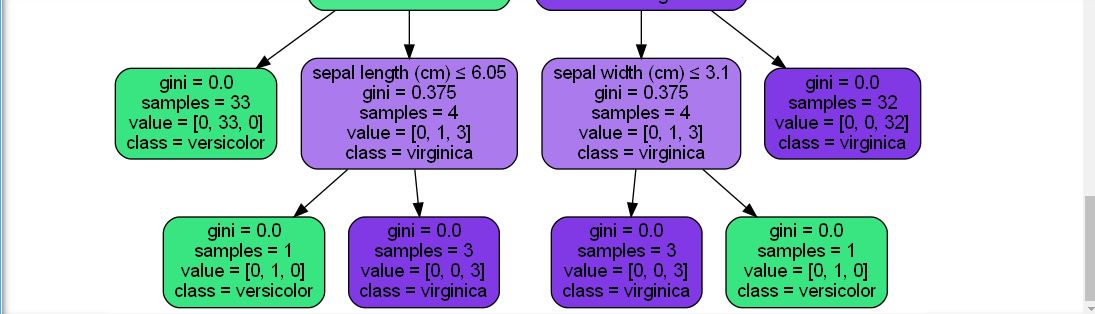 gini = 0.0
samples = 33
value = [0, 33, 0]
class = versicolor
sepal length (cm) ≤ 6.05
gini = 0.375
samples = 4
value = [0, 1, 3]
class = virginica
sepal width (cm) ≤ 3.1
gini = 0.375
samples = 4
value = [0, 1, 3]
class = virginica
gini = 0.0
samples = 32
value = [0, 0, 32]
class = virginica
gini = 0.0
samples = 1
value = [0, 1, 0]
class = versicolor
gini = 0.0
samples = 3
value = [0, 0, 3]
class = virginica
gini = 0.0
samples = 3
value = [0, 0, 3]
class = virginica
gini = 0.0
samples = 1
value = [0, 1, 0]
class = versicolor